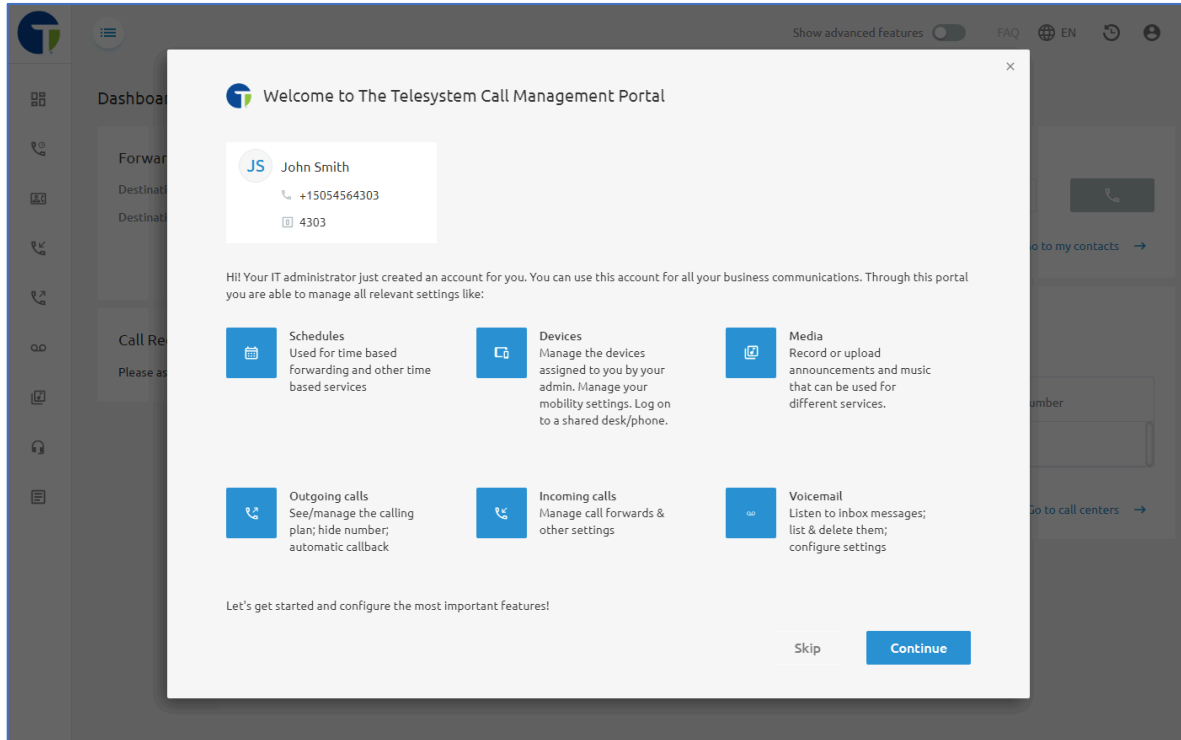 Show advanced features
FAQ
EN
Welcome to The Telesystem Call Management Portal
JS
John Smith
+15054564303
4303
Hi! Your IT administrator just created an account for you. You can use this account for all your business communications. Through this portal
you are able to manage all relevant settings like:
Schedules
Used for time based
forwarding and other time
based services
Devices
Manage the devices
assigned to you by your
admin. Manage your
mobility settings. Log on
to a shared desk/phone.
Media
Record or upload
announcements and music
that can be used for
different services.
Outgoing calls
See/manage the calling
plan; hide number;
automatic callback
Incoming calls
Manage call forwards &
other settings
Voicemail
Listen to inbox messages;
list & delete them;
configure settings
Let's get started and configure the most important features!
Skip
Continue
Dashboa
Forwar
Destinati
Destinati
Call Re
Please as
o to my contacts
umber
Go to call centers